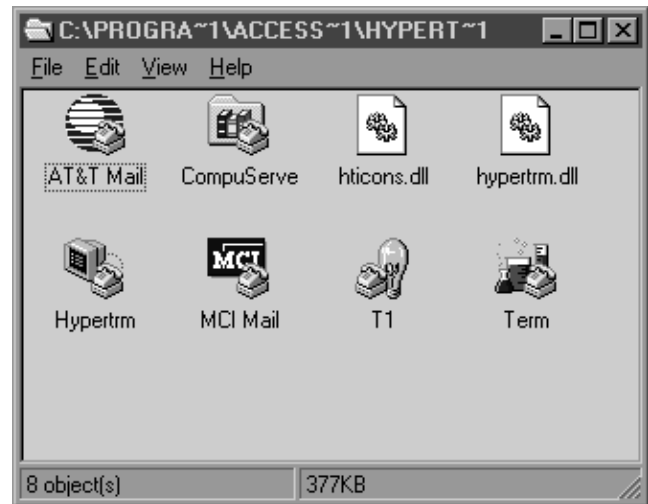 C:\PROGRA~1\ACCESS~1\HYPERT~1
File Edit View Help
AT&T Mail CompuServe hticons.dll hypertrm.dll
MCI
Hypertrm MCI Mail T1 Term
8 object(s) 377KB